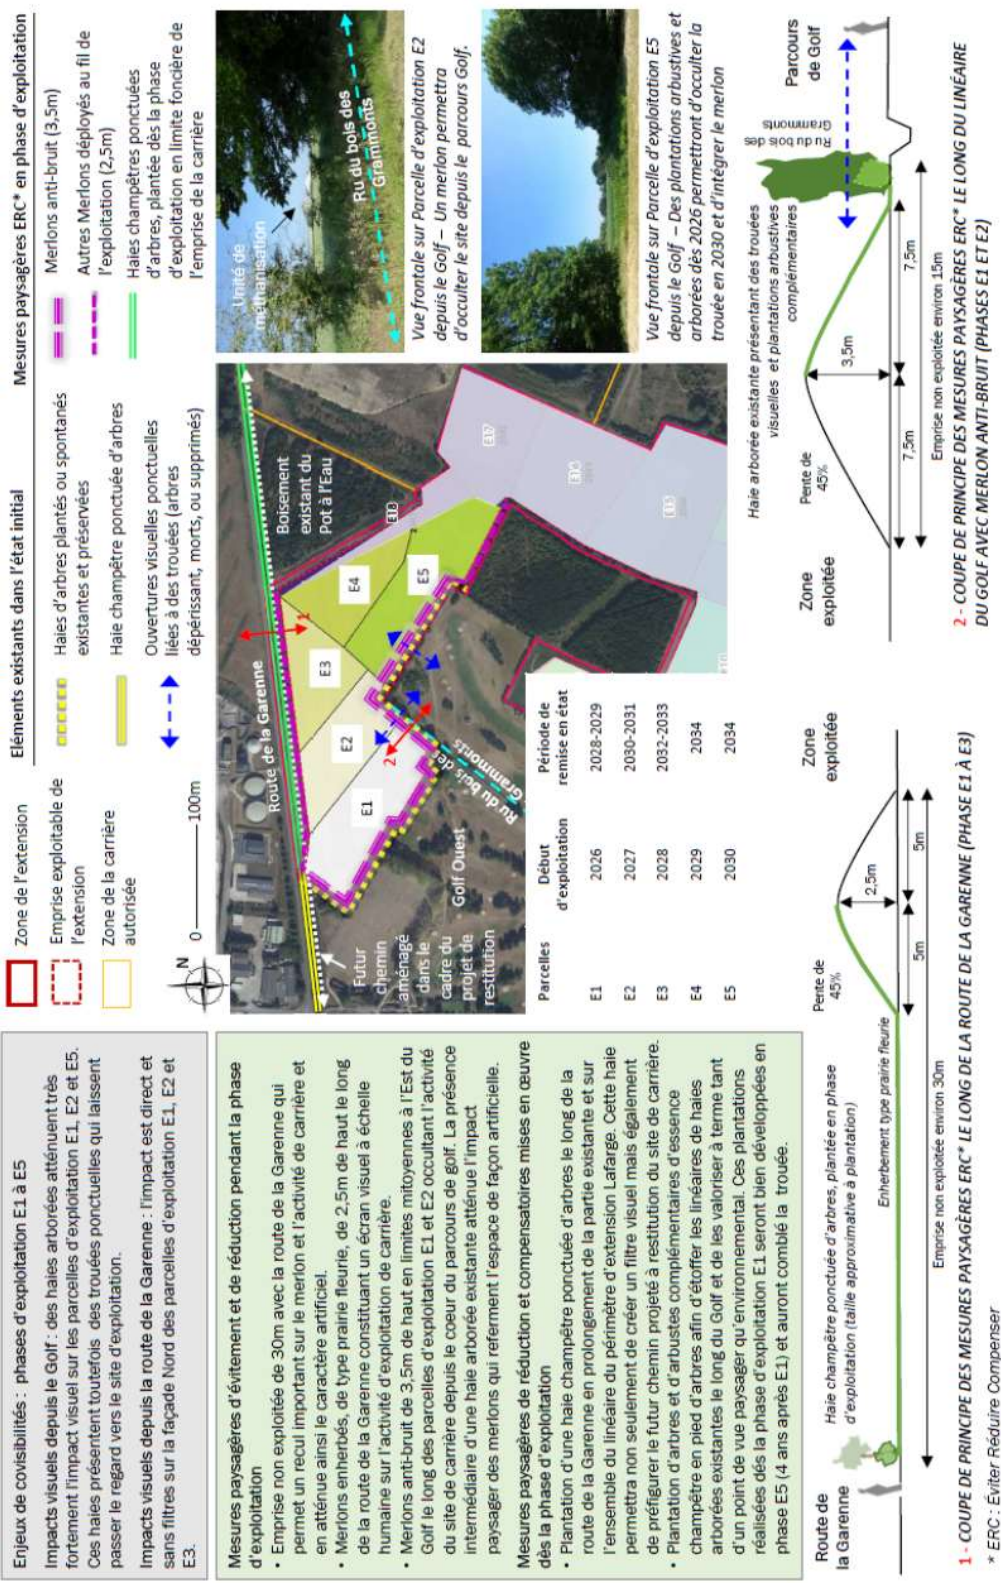 Enjeux de covisibilités : phases d'exploitation E1 à E5
Impacts visuels depuis le Golf : des haies arborées atténuent très
fortement l'impact visuel sur les parcelles d'exploitation E1, E2 et E5.
Ces haies présentent toutefois des trouées ponctuelles qui laissent
passer le regard vers le site d'exploitation.
Impacts visuels depuis la route de la Garenne : l'impact est direct et
sans filtres sur la façade Nord des parcelles d'exploitation E1, E2 et
E3.
Mesures paysagères d'évitement et de réduction pendant la phase
d'exploitation
• Emprise non exploitée de 30m avec la route de la Garenne qui
permet un recul important sur le merlon et l'activité de carrière et
en atténue ainsi le caractère artificiel.
• Merlons enherbés, de type prairie fleurie, de 2,5m de haut le long
de la route de la Garenne constituant un écran visuel à échelle
humaine sur l'activité d'exploitation de carrière.
• Merlons anti-bruit de 3,5m de haut en limites mitoyennes à l'Est du
Golf le long des parcelles d'exploitation E1 et E2 occultant l'activité
du site de carrière depuis le coeur du parcours de golf. La présence
intermédiaire d'une haie arborée existante atténue l'impact
paysager des merlons qui referment l'espace de façon artificielle.
Mesures paysagères de réduction et compensatoires mises en œuvre
dès la phase d'exploitation
• Plantation d'une haie champêtre ponctuée d'arbres le long de la
route de la Garenne en prolongement de la partie existante et sur
l'ensemble du linéaire du périmètre d'extension Lafarge. Cette haie
permettra non seulement de créer un filtre visuel mais également
de préfigurer le futur chemin projeté à restitution du site de carrière.
• Plantation d'arbres et d'arbustes complémentaires d'essence
champêtre en pied d'arbres afin d'étoffer les linéaires de haies
arborées existantes le long du Golf et de les valoriser à terme tant
d'un point de vue paysager qu'environnemental. Ces plantations
réalisées dès la phase d'exploitation E1 seront bien développées en
phase E5 (4 ans après E1) et auront comblé la trouée.
Zone de l'extension
Emprise exploitable de
l'extension
Zone de la carrière
autorisée
N
0
100m
Eléments existants dans l'état initial
Haies d'arbres plantés ou spontanés
existantes et préservées
Haie champêtre ponctuée d'arbres
Ouvertures visuelles ponctuelles
liées à des trouées (arbres
dépérissant, morts, ou supprimés)
Mesures paysagères ERC* en phase d'exploitation
Merlons anti-bruit (3,5m)
Autres Merlons déployés au fil de
l'exploitation (2,5m)
Haies champêtres ponctuées
d'arbres, plantée dès la phase
d'exploitation en limite foncière de
l'emprise de la carrière
Route de la Garenne
Boisement
existant du
Pot à l'Eau
E1
E2
E3
E4
E5
E18
E17
1
2
Ru du bois des
Grammonts
Golf Ouest
Futur
chemin
aménagé
dans le
cadre du
projet de
restitution
Parcelles
Début
d'exploitation
Période de
remise en état
E1 2026 2028-2029
E2 2027 2030-2031
E3 2028 2032-2033
E4 2029 2034
E5 2030 2034
Unité de
méthanisation
Ru du bois des
Grammonts
Vue frontale sur Parcelle d'exploitation E2
depuis le Golf – Un merlon permettra
d'occulter le site depuis le parcours Golf.
Vue frontale sur Parcelle d'exploitation E5
depuis le Golf – Des plantations arbustives et
arborées dès 2026 permettront d'occulter la
trouée en 2030 et d'intégrer le merlon
Route de
la Garenne
Haie champêtre ponctuée d'arbres, plantée en phase
d'exploitation (taille approximative à plantation)
Enherbement type prairie fleurie
Pente de
45%
2,5m
5m
5m
Zone
exploitée
Emprise non exploitée environ 30m
1 - COUPE DE PRINCIPE DES MESURES PAYSAGÈRES ERC* LE LONG DE LA ROUTE DE LA GARENNE (PHASE E1 À E3)
Zone
exploitée
Pente de
45%
3,5m
7,5m
7,5m
Emprise non exploitée environ 15m
Haie arborée existante présentant des trouées
visuelles et plantations arbustives
complémentaires
Ru du bois des
Grammonts
Parcours
de Golf
2 - COUPE DE PRINCIPE DES MESURES PAYSAGÈRES ERC* LE LONG DU LINÉAIRE
DU GOLF AVEC MERLON ANTI-BRUIT (PHASES E1 ET E2)
* ERC : Eviter Réduire Compenser